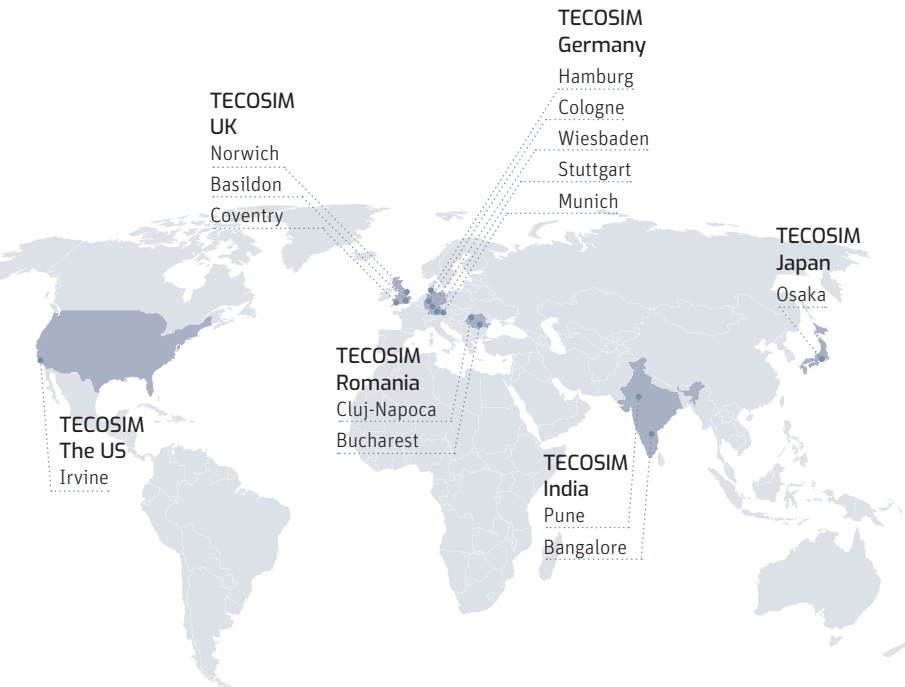 TECOSIM
Germany
Hamburg
Cologne
Wiesbaden
Stuttgart
Munich
TECOSIM
UK
Norwich
Basildon
Coventry
TECOSIM
Japan
Osaka
TECOSIM
Romania
Cluj-Napoca
Bucharest
TECOSIM
The US
Irvine
TECOSIM
India
Pune
Bangalore